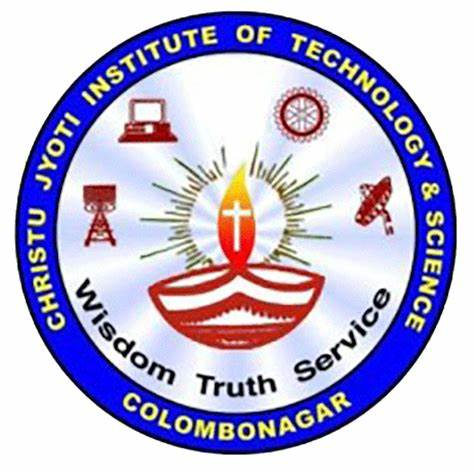 CHRISTU JYOTI INSTITUTE OF TECHNOLOGY & SCIENCE
Wisdom Truth Service
COLOMBONAGAR